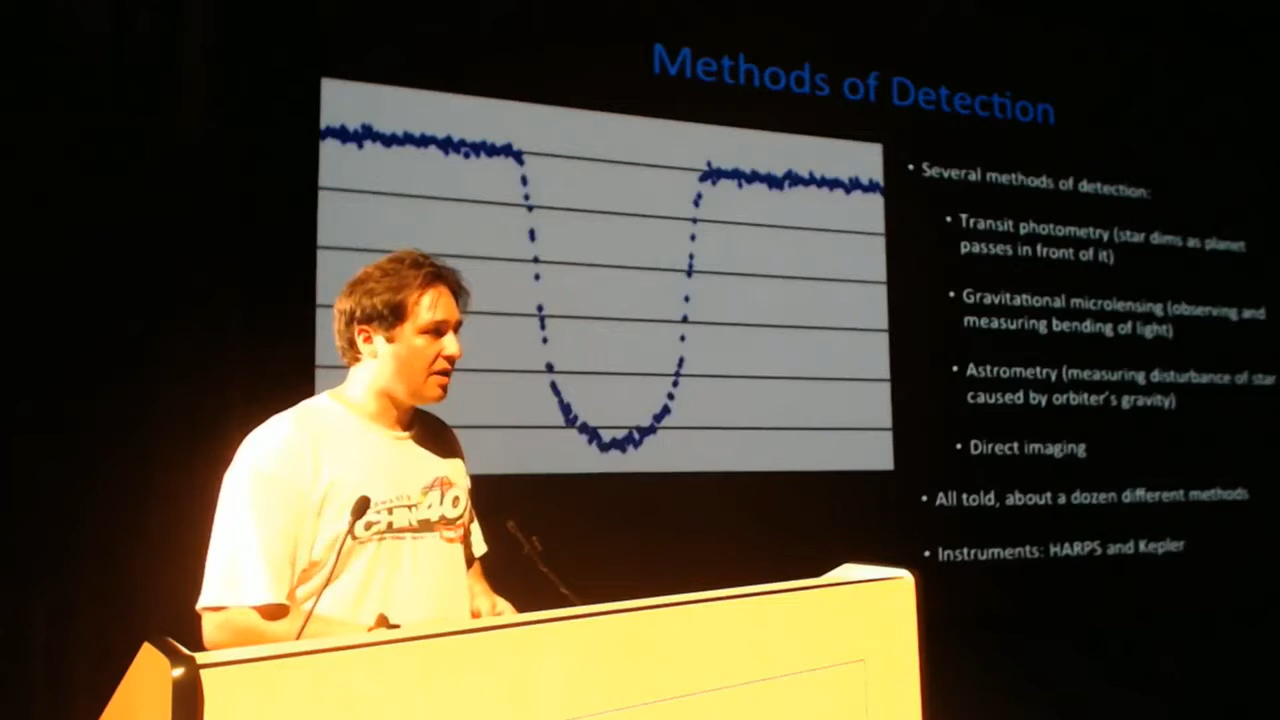 Methods of Detection
• Several methods of detection:
• Transit photometry (star dims as planet
passes in front of it)
• Gravitational microlensing (observing and
measuring bending of light)
• Astrometry (measuring disturbance of star
caused by orbiter's gravity)
• Direct imaging
• All told, about a dozen different methods
• Instruments: HARPS and Kepler
CHN40